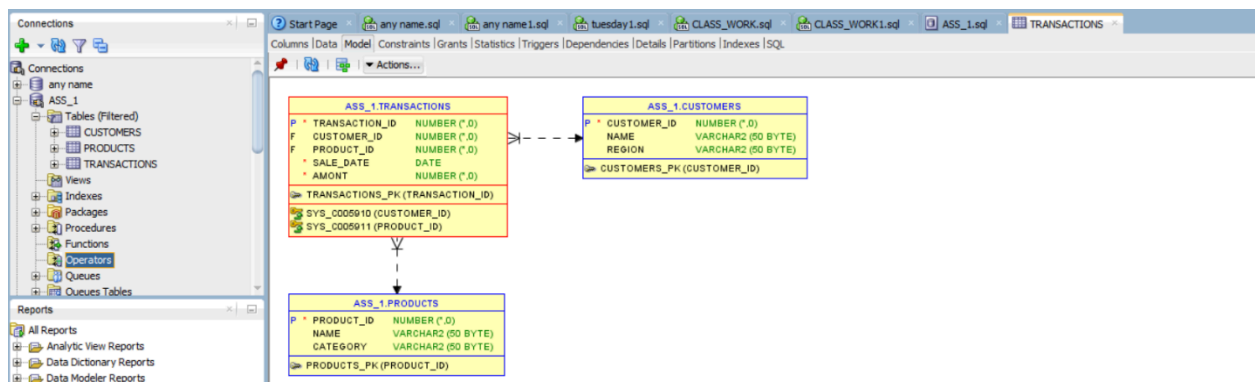 Connections
Connections
any name
ASS_1
Tables (Filtered)
CUSTOMERS
PRODUCTS
TRANSACTIONS
Views
Indexes
Packages
Procedures
Functions
Operators
Queues
Queues Tables
Reports
All Reports
Analytic View Reports
Data Dictionary Reports
Data Modeler Reports
Start Page any name.sql any name1.sql tuesday1.sql CLASS_WORK.sql CLASS_WORK1.sql ASS_1.sql TRANSACTIONS
Columns |Data |Model |Constraints |Grants |Statistics |Triggers |Dependencies |Details |Partitions |Indexes |SQL
Actions...
ASS_1.TRANSACTIONS
P * TRANSACTION_ID NUMBER (*,0)
F CUSTOMER_ID NUMBER (*,0)
F PRODUCT_ID NUMBER (*,0)
* SALE_DATE DATE
* AMONT NUMBER (*,0)
TRANSACTIONS_PK (TRANSACTION_ID)
SYS_C005910 (CUSTOMER_ID)
SYS_C005911 (PRODUCT_ID)
ASS_1.CUSTOMERS
P * CUSTOMER_ID NUMBER (*,0)
NAME VARCHAR2 (50 BYTE)
REGION VARCHAR2 (50 BYTE)
CUSTOMERS_PK (CUSTOMER_ID)
ASS_1.PRODUCTS
P * PRODUCT_ID NUMBER (*,0)
NAME VARCHAR2 (50 BYTE)
CATEGORY VARCHAR2 (50 BYTE)
PRODUCTS_PK (PRODUCT_ID)